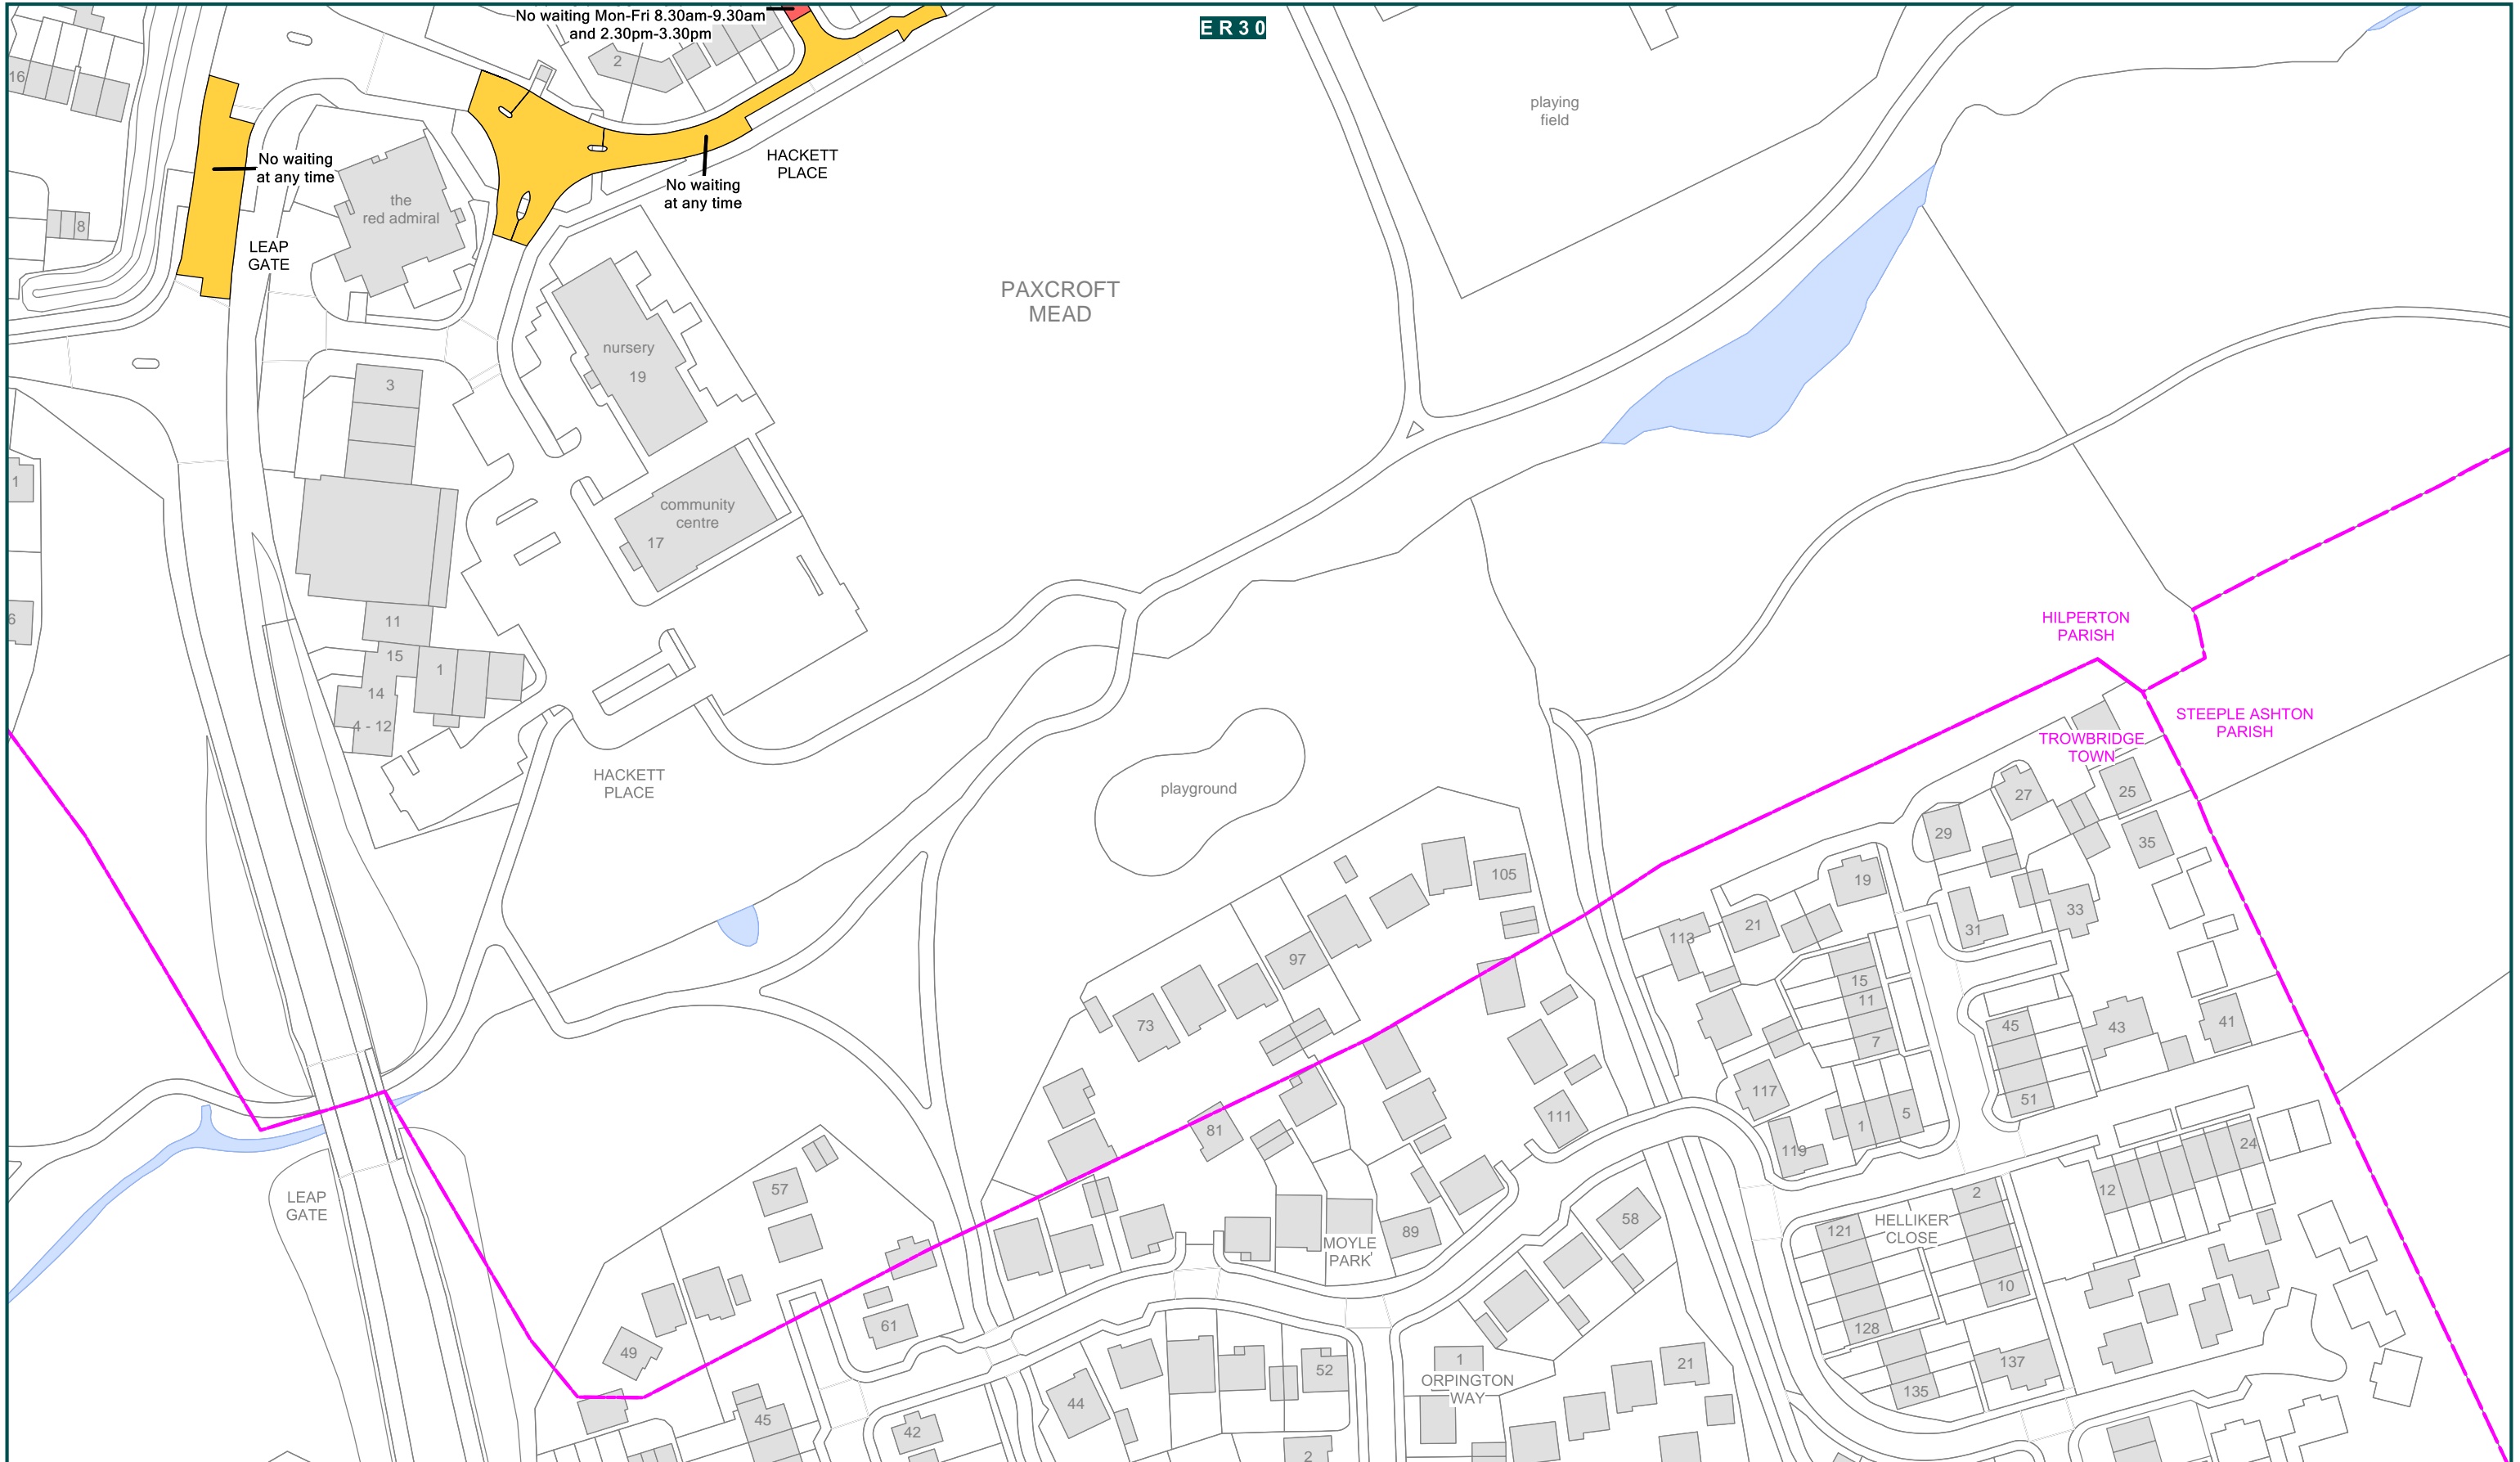 No waiting Mon-Fri 8.30am-9.30am
and 2.30pm-3.30pm
ER30
2
16
playing
field
No waiting
at any time
HACKETT
PLACE
No waiting
at any time
the
red admiral
8
LEAP
GATE
PAXCROFT
MEAD
nursery
19
3
1
community
centre
17
6
11
15
1
14
4 - 12
HILPERTON
PARISH
STEEPLE ASHTON
PARISH
TROWBRIDGE
TOWN
HACKETT
PLACE
playground
27
25
29
35
105
19
21
33
31
113
97
15
11
73
45
43
41
7
117
51
111
81
1
5
119
24
57
12
LEAP
GATE
2
58
HELLIKER
CLOSE
121
89
MOYLE
PARK
10
61
128
49
1
21
137
52
ORPINGTON
WAY
135
44
45
42
2